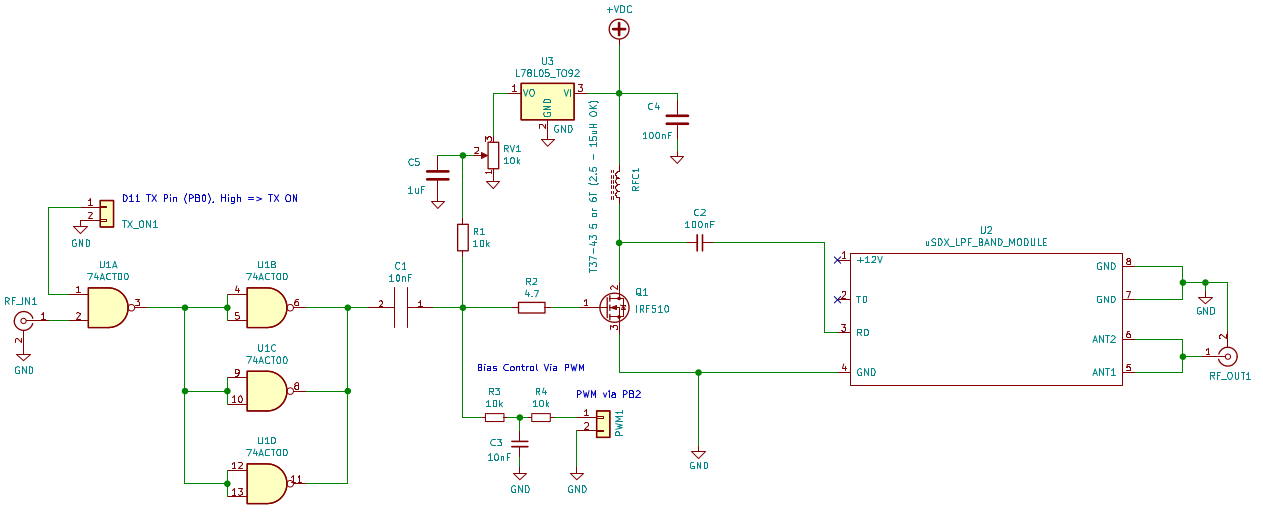 +VDC
U3
L78L05_TO92
1
VO
VI
3
GND
2
GND
C4
100nF
T37-43 5 or 6T (2.5 - 15uH OK)
RFC1
3
2
1
RV1
10k
C5
1uF
D11 TX Pin (PB0), High => TX ON
1
2
TX_ON1
GND
R1
10k
C2
100nF
U2
uSDX_LPF_BAND_MODULE
1
+12V
2
T0
3
RD
4
GND
GND
8
GND
7
ANT2
6
ANT1
5
GND
2
1
RF_OUT1
U1A
74ACT00
1
2
3
RF_IN1
1
2
GND
U1B
74ACT00
4
5
6
C1
10nF
2
1
R2
4.7
1
2
3
Q1
IRF510
U1C
74ACT00
9
10
8
Bias Control Via PWM
R3
10k
R4
10k
PWM via PB2
1
2
PWM1
C3
10nF
GND
GND
GND
U1D
74ACT00
12
13
11